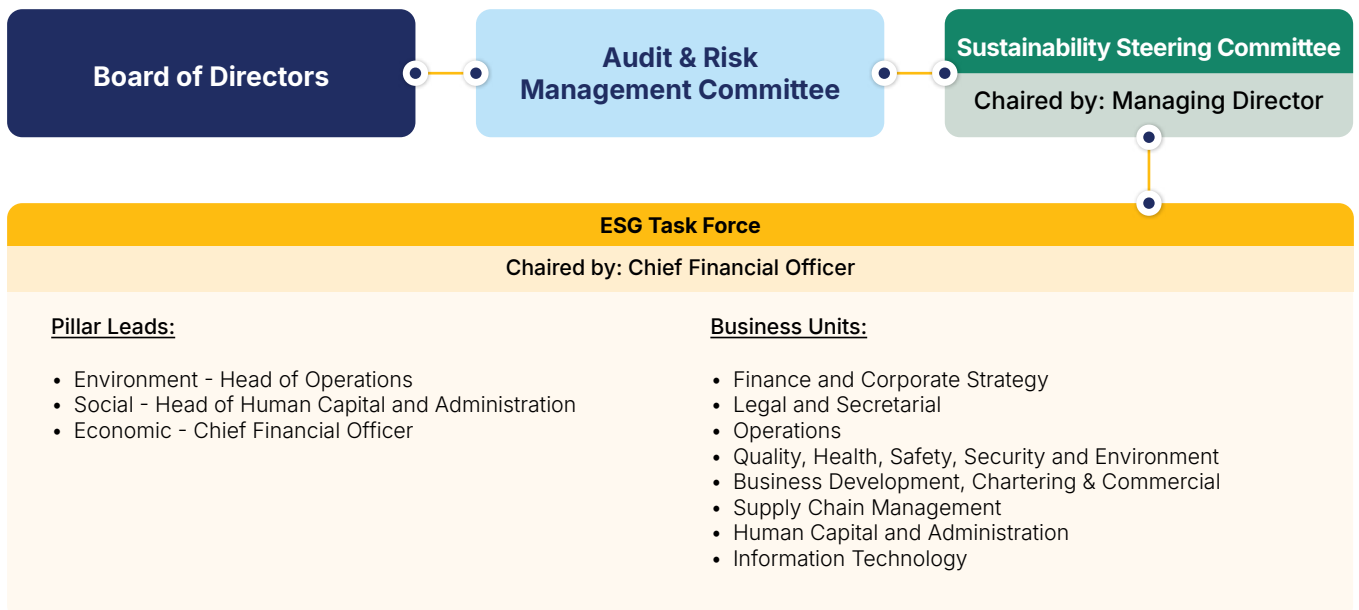 Board of Directors
Audit & Risk
Management Committee
Sustainability Steering Committee
Chaired by: Managing Director
ESG Task Force
Chaired by: Chief Financial Officer
Pillar Leads:
• Environment - Head of Operations
• Social - Head of Human Capital and Administration
• Economic - Chief Financial Officer
Business Units:
• Finance and Corporate Strategy
• Legal and Secretarial
• Operations
• Quality, Health, Safety, Security and Environment
• Business Development, Chartering & Commercial
• Supply Chain Management
• Human Capital and Administration
• Information Technology